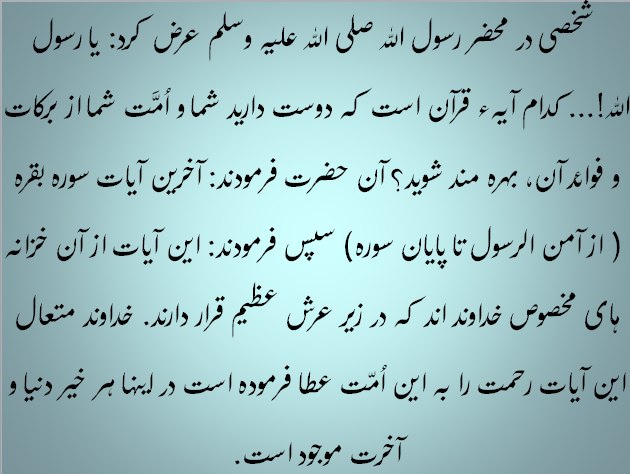 شخصی در محضر رسول الله صلی الله علیه وسلم عرض کرد: یا رسول
الله!... کدام آیهء قرآن است که دوست دارید شما و اُمَّت شما از برکات
و فوائد آن، بهره مند شوید؟ آن حضرت فرمودند: آخرین آیات سوره بقره
( از آمن الرسول تا پایان سوره) سپس فرمودند: این آیات از آن خزانه
های مخصوص خداوند اند که در زیر عرش عظیم قرار دارند. خداوند متعال
این آیات رحمت را به این اُمّت عطا فرموده است در اینها هر خیر دنیا و
آخرت موجود است.